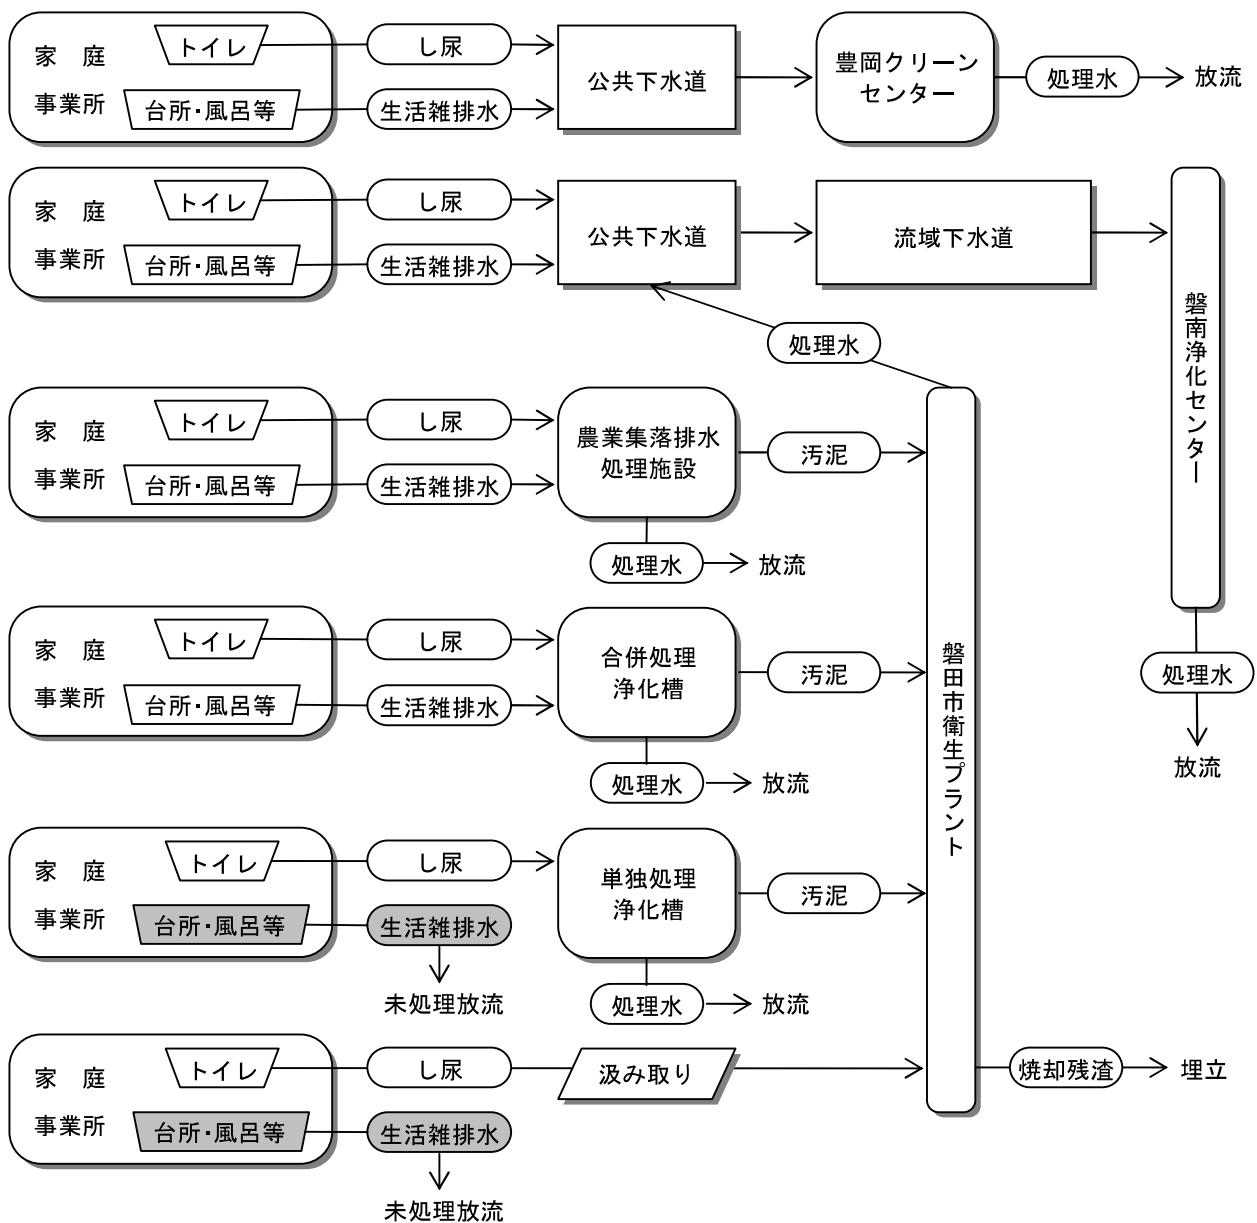 家 庭
事業所
トイレ
台所・風呂等
し尿
生活雑排水
公共下水道
豊岡クリーン
センター
処理水
放流
家 庭
事業所
トイレ
台所・風呂等
し尿
生活雑排水
公共下水道
流域下水道
磐南浄化センター
処理水
放流
処理水
家 庭
事業所
トイレ
台所・風呂等
し尿
生活雑排水
農業集落排水
処理施設
汚泥
処理水
放流
磐田市衛生プラント
家 庭
事業所
トイレ
台所・風呂等
し尿
生活雑排水
合併処理
浄化槽
汚泥
処理水
放流
家 庭
事業所
トイレ
台所・風呂等
し尿
生活雑排水
未処理放流
単独処理
浄化槽
汚泥
処理水
放流
家 庭
事業所
トイレ
台所・風呂等
し尿
生活雑排水
未処理放流
汲み取り
焼却残渣
埋立